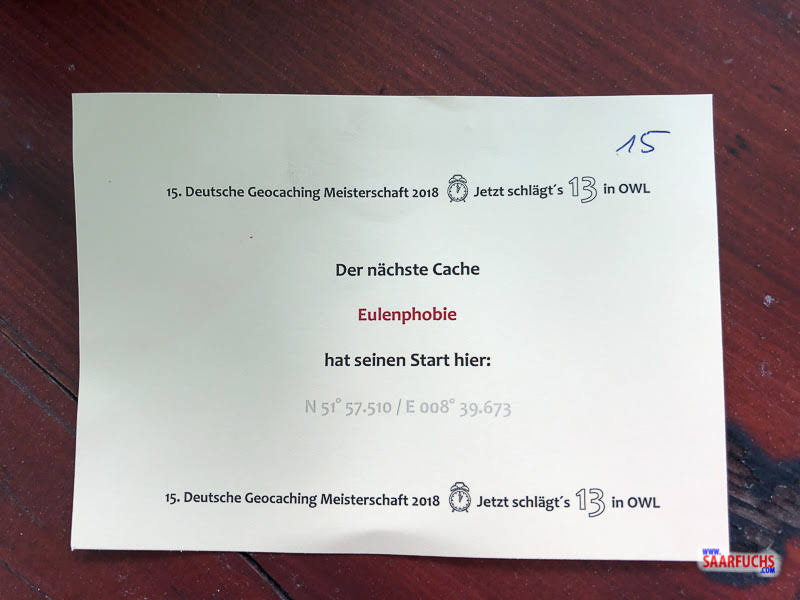 15
15. Deutsche Geocaching Meisterschaft 2018 Jetzt schlägt´s 13 in OWL
Der nächste Cache
Eulenphobie
hat seinen Start hier:
N 51° 57.510 / E 008° 39.673
15. Deutsche Geocaching Meisterschaft 2018 Jetzt schlägt´s 13 in OWL
WWW.
SAARFUCHS
.COM